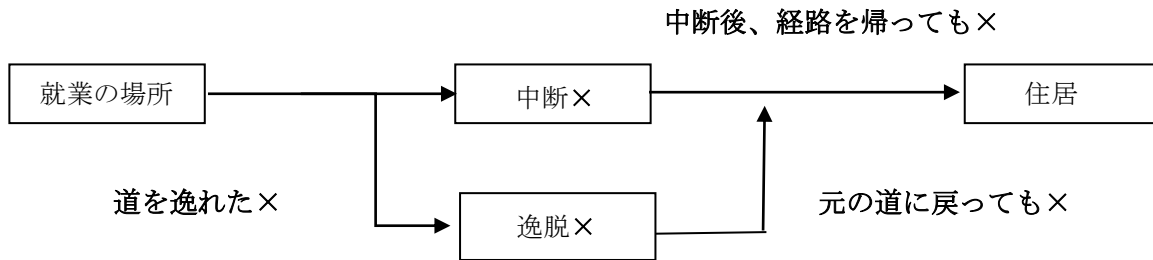 中断後、経路を帰っても×
就業の場所
中断×
住居
道を逸れた×
元の道に戻っても×
逸脱×